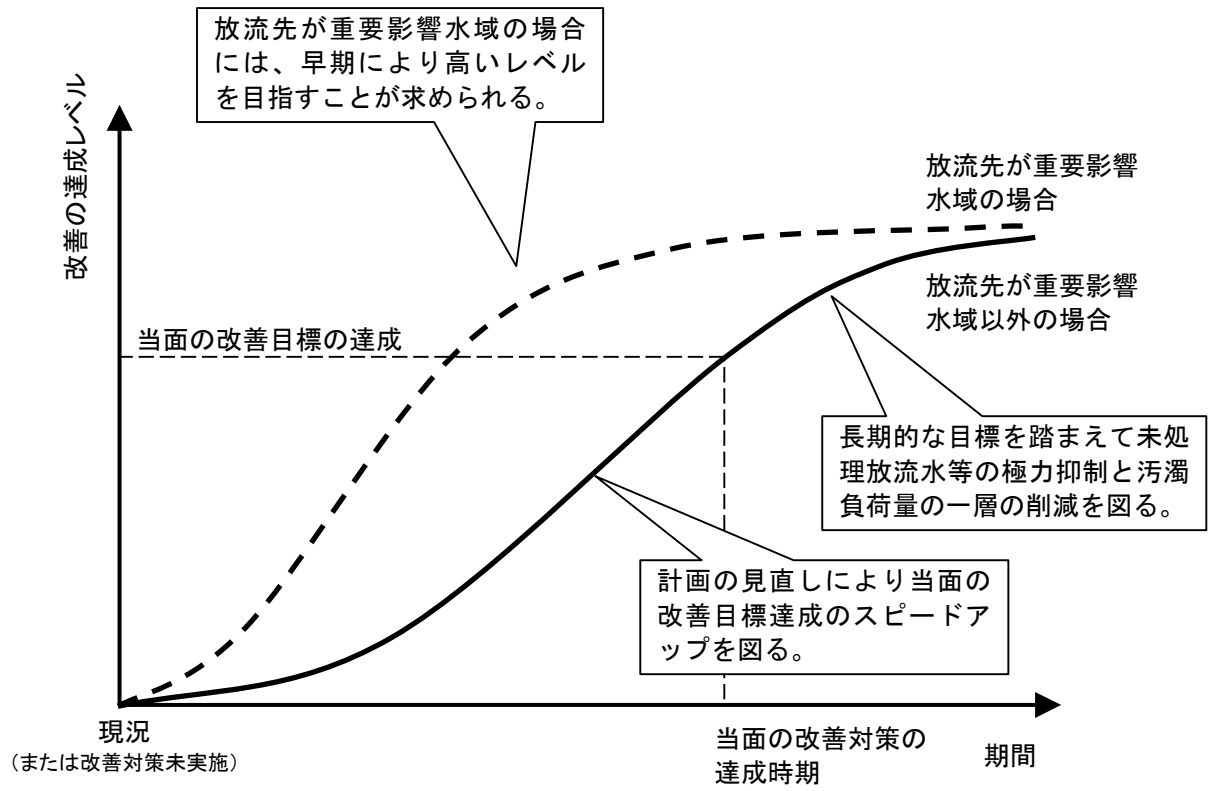 放流先が重要影響水域の場合
には、早期により高いレベル
を目指すことが求められる。
改善の達成レベル
放流先が重要影響
水域の場合
放流先が重要影響
水域以外の場合
当面の改善目標の達成
長期的な目標を踏まえて未処
理放流水等の極力抑制と汚濁
負荷量の一層の削減を図る。
計画の見直しにより当面の
改善目標達成のスピードア
ップを図る。
現況
（または改善対策未実施）
当面の改善対策の
達成時期
期間